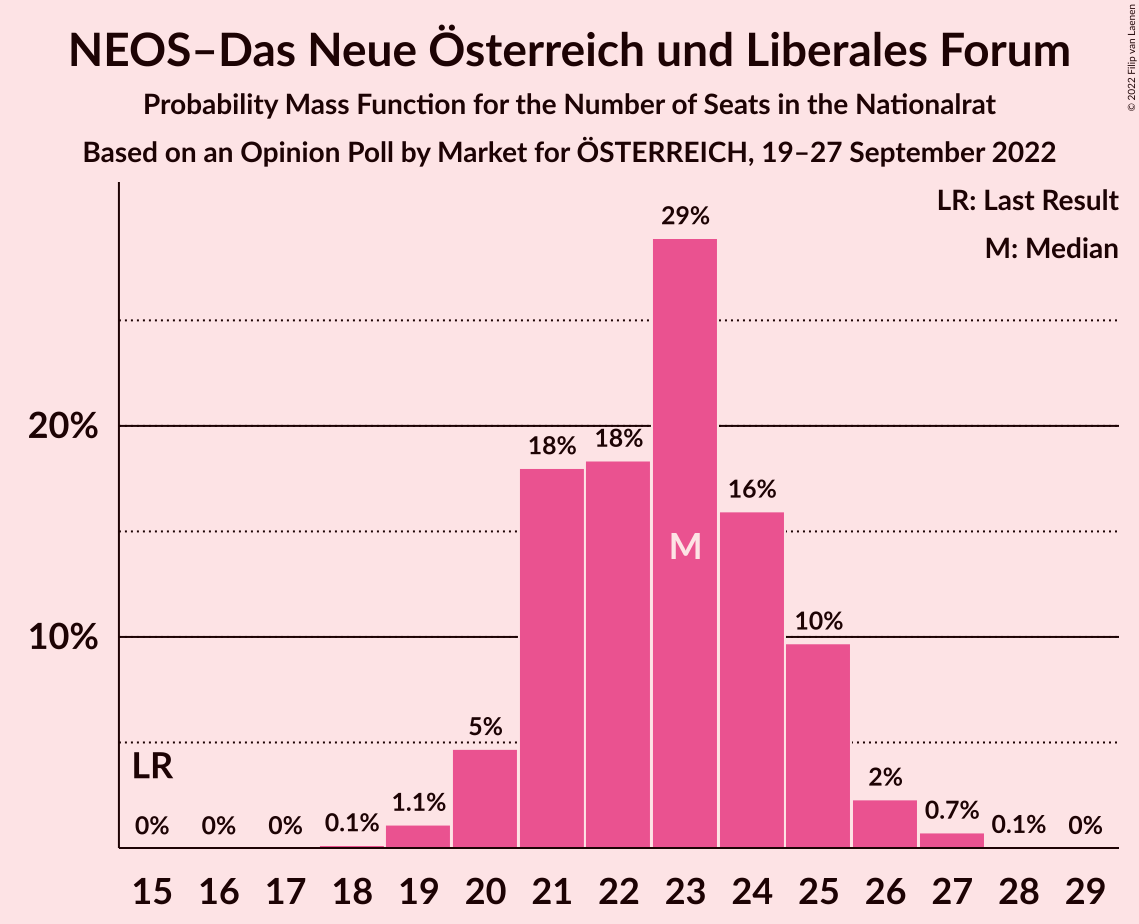 NEOS–Das Neue Österreich und Liberales Forum
Probability Mass Function for the Number of Seats in the Nationalrat
Based on an Opinion Poll by Market for ÖSTERREICH, 19–27 September 2022
© 2022 Filip van Laenen
LR: Last Result
M: Median
29%
20%
18%
18%
16%
M
10%
10%
5%
LR
2%
1.1%
0.7%
0%
0%
0%
0.1%
0.1%
0%
15 16 17 18 19 20 21 22 23 24 25 26 27 28 29